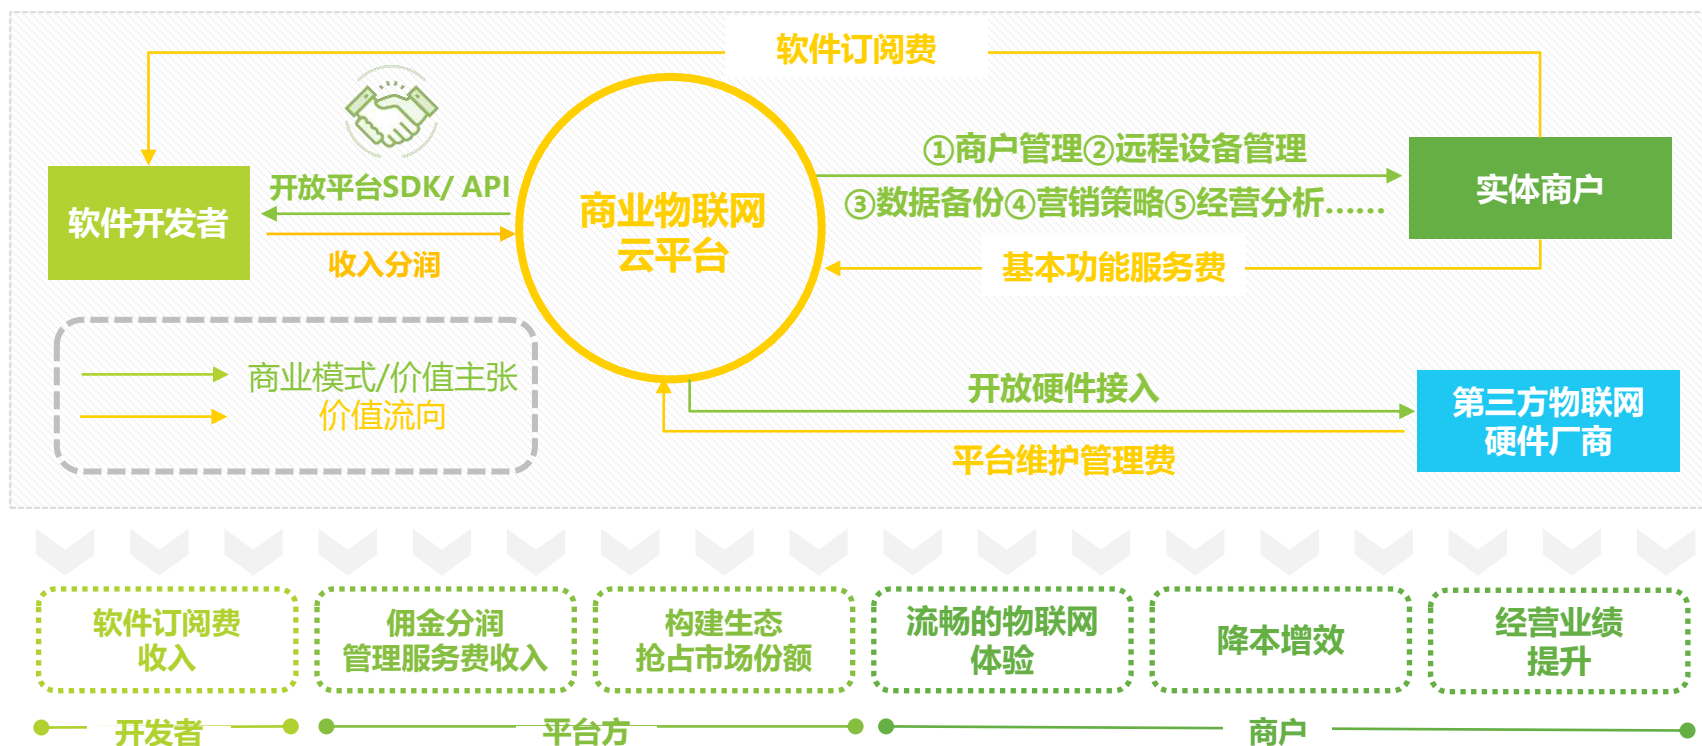 软件订阅费
①商户管理②远程设备管理
开放平台SDK/ API
软件开发者
商业物联网
云平台
实体商户
③数据备份④营销策略⑤经营分析......
收入分润
基本功能服务费
商业模式/价值主张
价值流向
开放硬件接入
第三方物联网
硬件厂商
平台维护管理费
软件订阅费
收入
佣金分润
管理服务费收入
构建生态
抢占市场份额
流畅的物联网
体验
降本增效
经营业绩
提升
开发者
平台方
商户